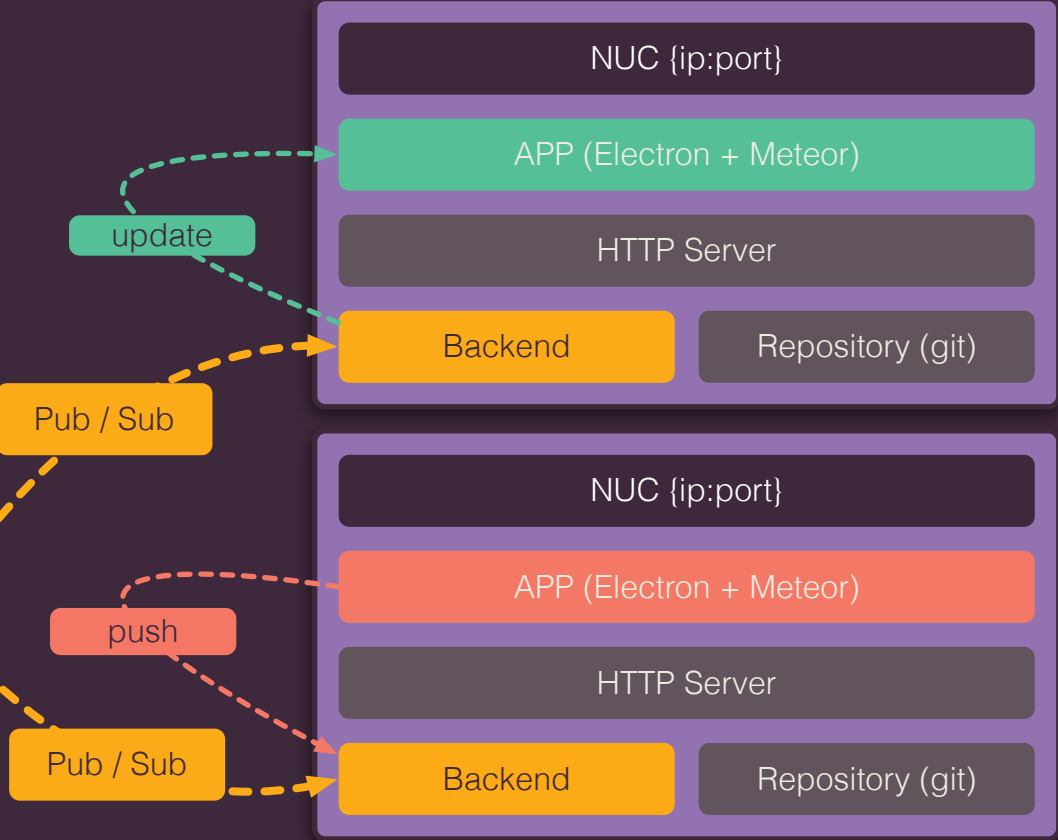 NUC {ip:port}
APP (Electron + Meteor)
update
HTTP Server
Backend
Repository (git)
Pub / Sub
NUC {ip:port}
APP (Electron + Meteor)
push
HTTP Server
Pub / Sub
Backend
Repository (git)